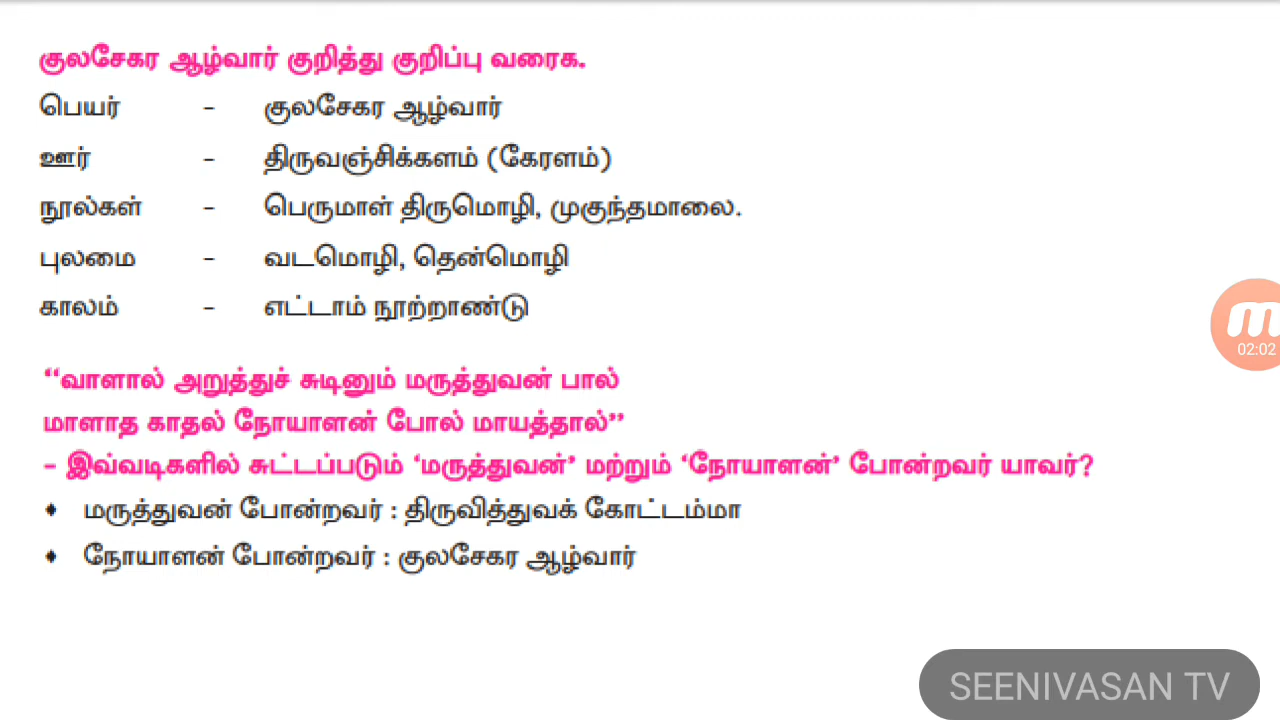 குலசேகர ஆழ்வார் குறித்து குறிப்பு வரைக.
பெயர் - குலசேகர ஆழ்வார்
ஊர் - திருவஞ்சிக்களம் (கேரளம்)
நூல்கள் - பெருமாள் திருமொழி, முகுந்தமாலை.
புலமை - வடமொழி, தென்மொழி
காலம் - எட்டாம் நூற்றாண்டு
“வாளால் அறுத்துச் சுடினும் மருத்துவன் பால்
மாளாத காதல் நோயாளன் போல் மாயத்தால்”
- இவ்வடிகளில் சுட்டப்படும் ‘மருத்துவன்’ மற்றும் ‘நோயாளன்’ போன்றவர் யாவர்?
♦ மருத்துவன் போன்றவர் : திருவித்துவக் கோட்டம்மா
♦ நோயாளன் போன்றவர் : குலசேகர ஆழ்வார்
02:02
SEENIVASAN TV